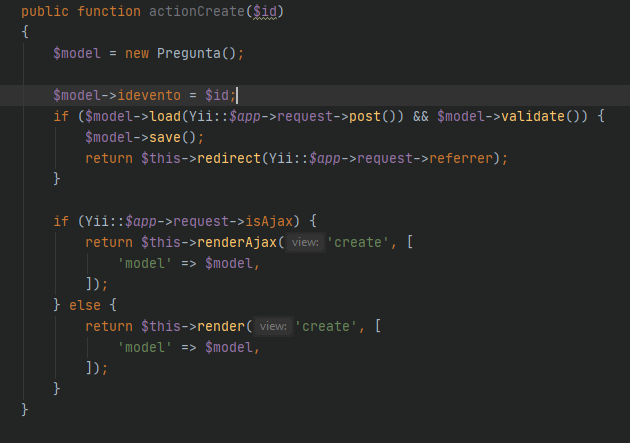 public function actionCreate($id)
{
    $model = new Pregunta();

    $model->idevento = $id;
    if ($model->load(Yii::$app->request->post()) && $model->validate()) {
        $model->save();
        return $this->redirect(Yii::$app->request->referrer);
    }

    if (Yii::$app->request->isAjax) {
        return $this->renderAjax( view: 'create', [
            'model' => $model,
        ]);
    } else {
        return $this->render( view: 'create', [
            'model' => $model,
        ]);
    }
}